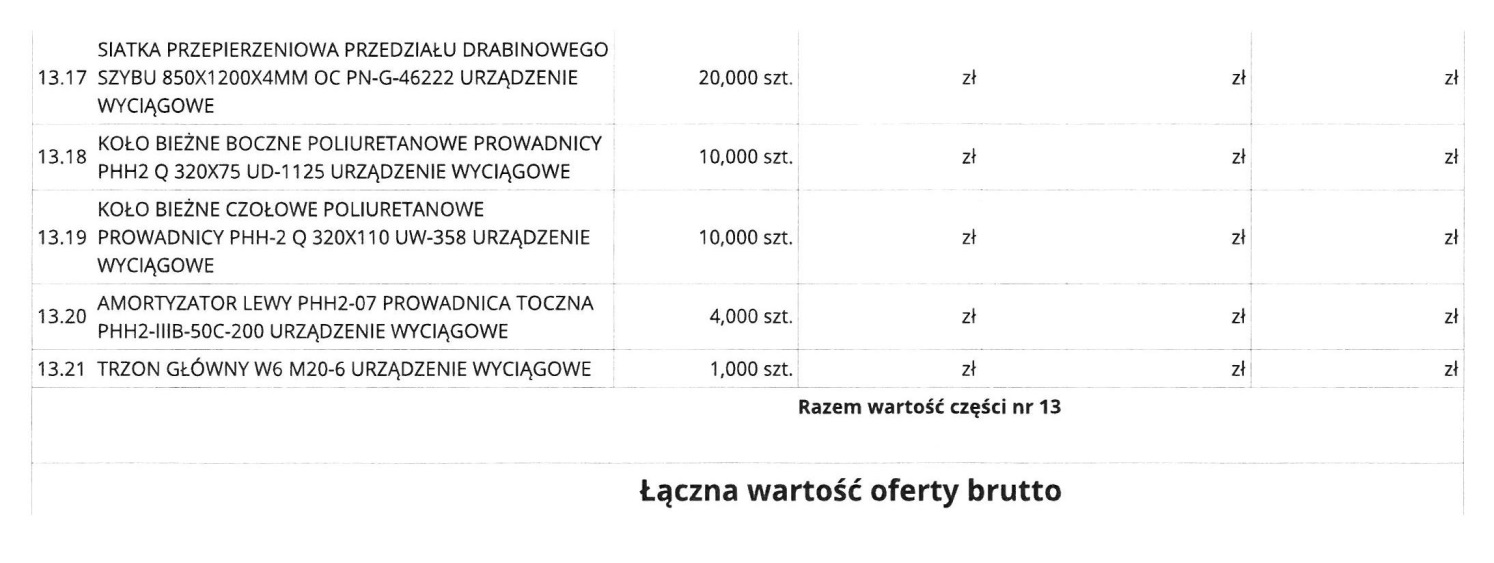 SIATKA PRZEPIERZENIOWA PRZEDZIAŁU DRABINOWEGO
13.17 SZYBU 850X1200X4MM OC PN-G-46222 URZĄDZENIE 20,000 szt. zł zł zł
WYCIĄGOWE
KOŁO BIEŻNE BOCZNE POLIURETANOWE PROWADNICY
13.18 10,000 szt. zł zł zł
PHH2 Q 320X75 UD-1125 URZĄDZENIE WYCIĄGOWE
KOŁO BIEŻNE CZOŁOWE POLIURETANOWE
13.19 PROWADNICY PHH-2 Q 320X110 UW-358 URZĄDZENIE 10,000 szt. zł zł zł
WYCIĄGOWE
AMORTYZATOR LEWY PHH2-07 PROWADNICA TOCZNA
13.20 4,000 szt. zł zł zł
PHH2-IIIB-50C-200 URZĄDZENIE WYCIĄGOWE
13.21 TRZON GŁÓWNY W6 M20-6 URZĄDZENIE WYCIĄGOWE 1,000 szt. zł zł zł
Razem wartość części nr 13
Łączna wartość oferty brutto